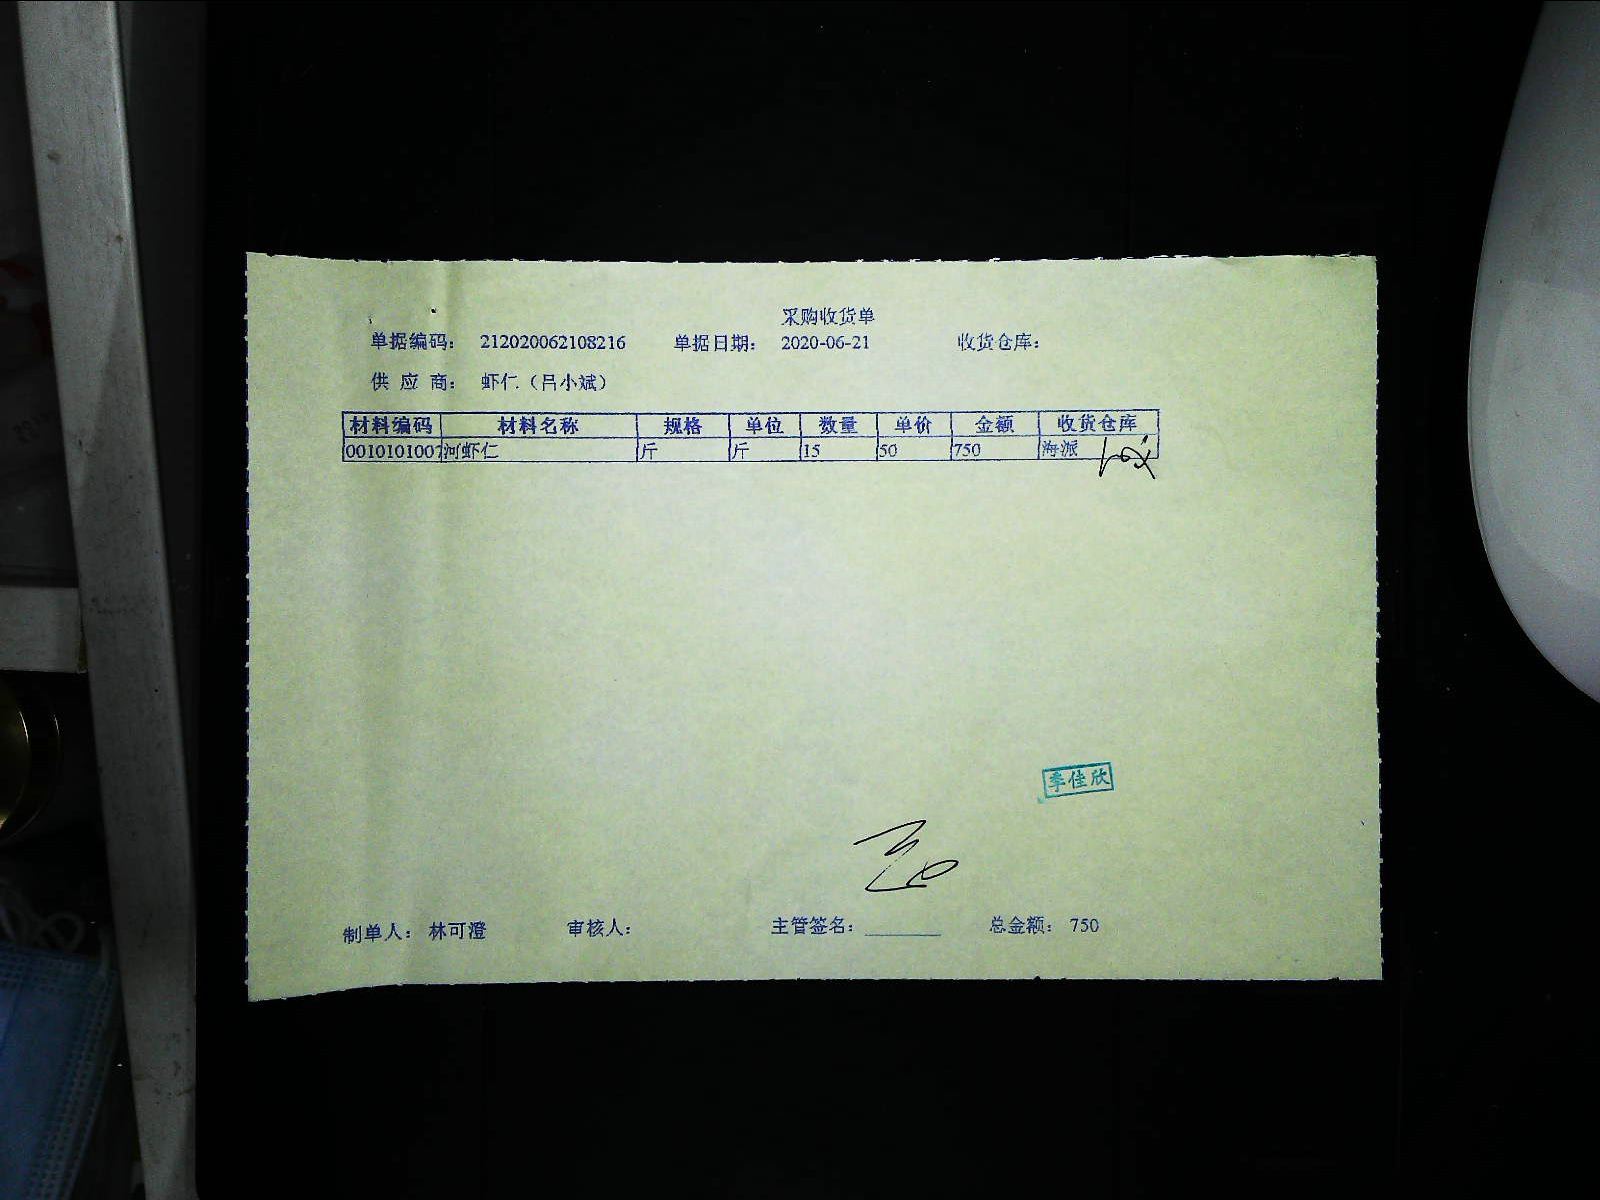 采购收货单
单据编码： 212020062108216 单据日期： 2020-06-21 收货仓库：
供 应 商： 虾仁（吕小斌）
材料编码 材料名称 规格 单位 数量 单价 金额 收货仓库
0010101007 河虾仁 斤 斤 15 50 750 海派
李佳欣
制单人： 林可澄 审核人： 主管签名： 总金额： 750